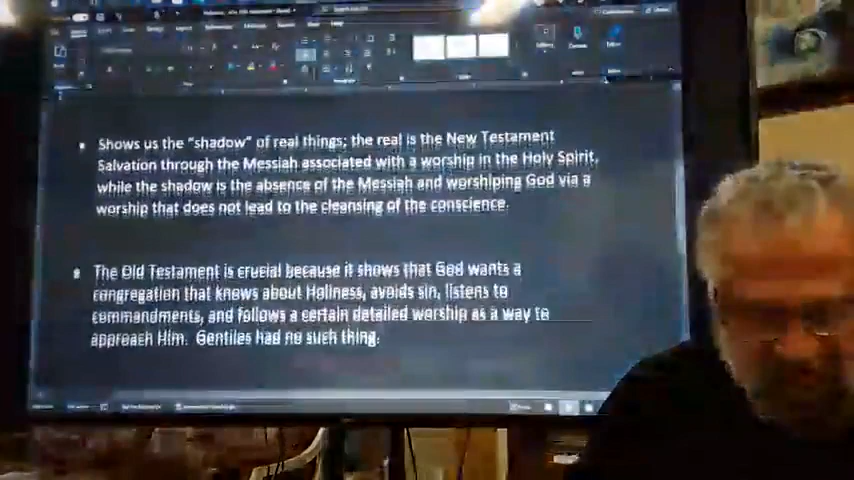 Shows us the "shadow" of real things; the real is the New Testament
Salvation through the Messiah associated with a worship in the Holy Spirit,
while the shadow is the absence of the Messiah and worshiping God via a
worship that does not lead to the cleansing of the conscience.
The Old Testament is crucial because it shows that God wants a
congregation that knows about Holiness, avoids sin, listens to
commandments, and follows a certain detailed worship as a way to
approach Him. Gentiles had no such thing.